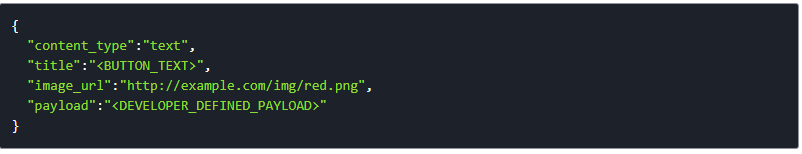 {
"content_type":"text",
"title":"<BUTTON_TEXT>",
"image_url":"http://example.com/img/red.png",
"payload":"<DEVELOPER_DEFINED_PAYLOAD>"
}